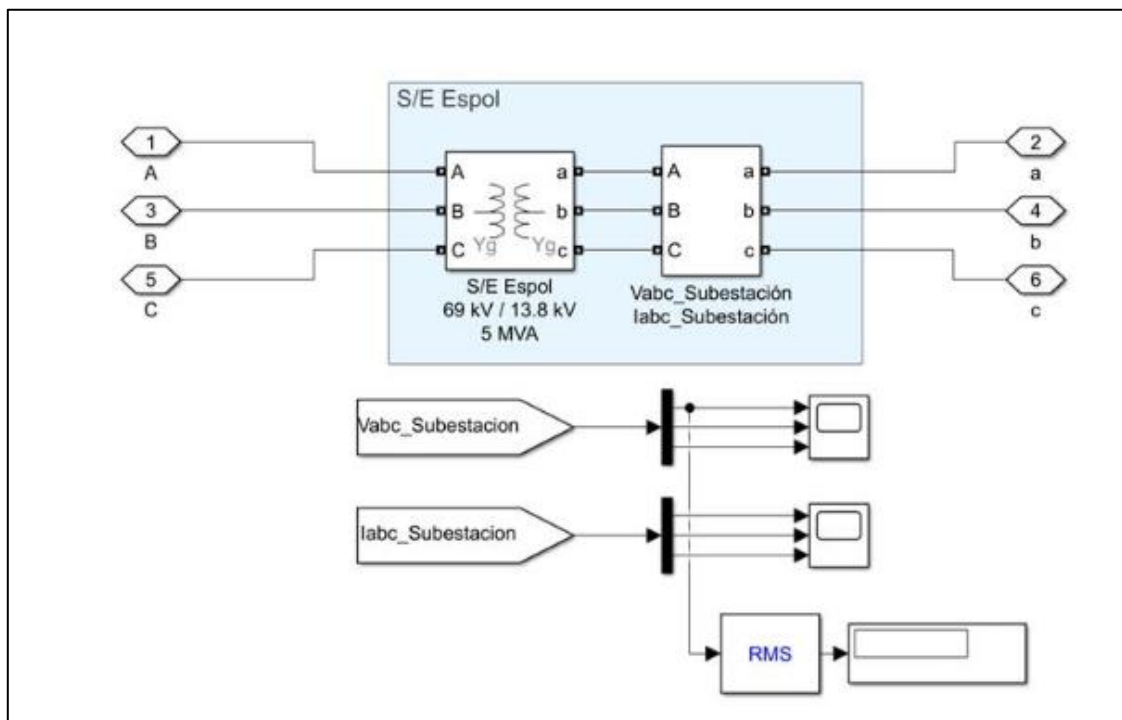 S/E Espol
1
A
3
B
5
C
A
B
C
Yg
Yg
a
b
c
S/E Espol
69 kV / 13.8 kV
5 MVA
A
B
C
a
b
c
Vabc_Subestación
Iabc_Subestación
2
a
4
b
6
c
Vabc_Subestacion
Iabc_Subestacion
RMS